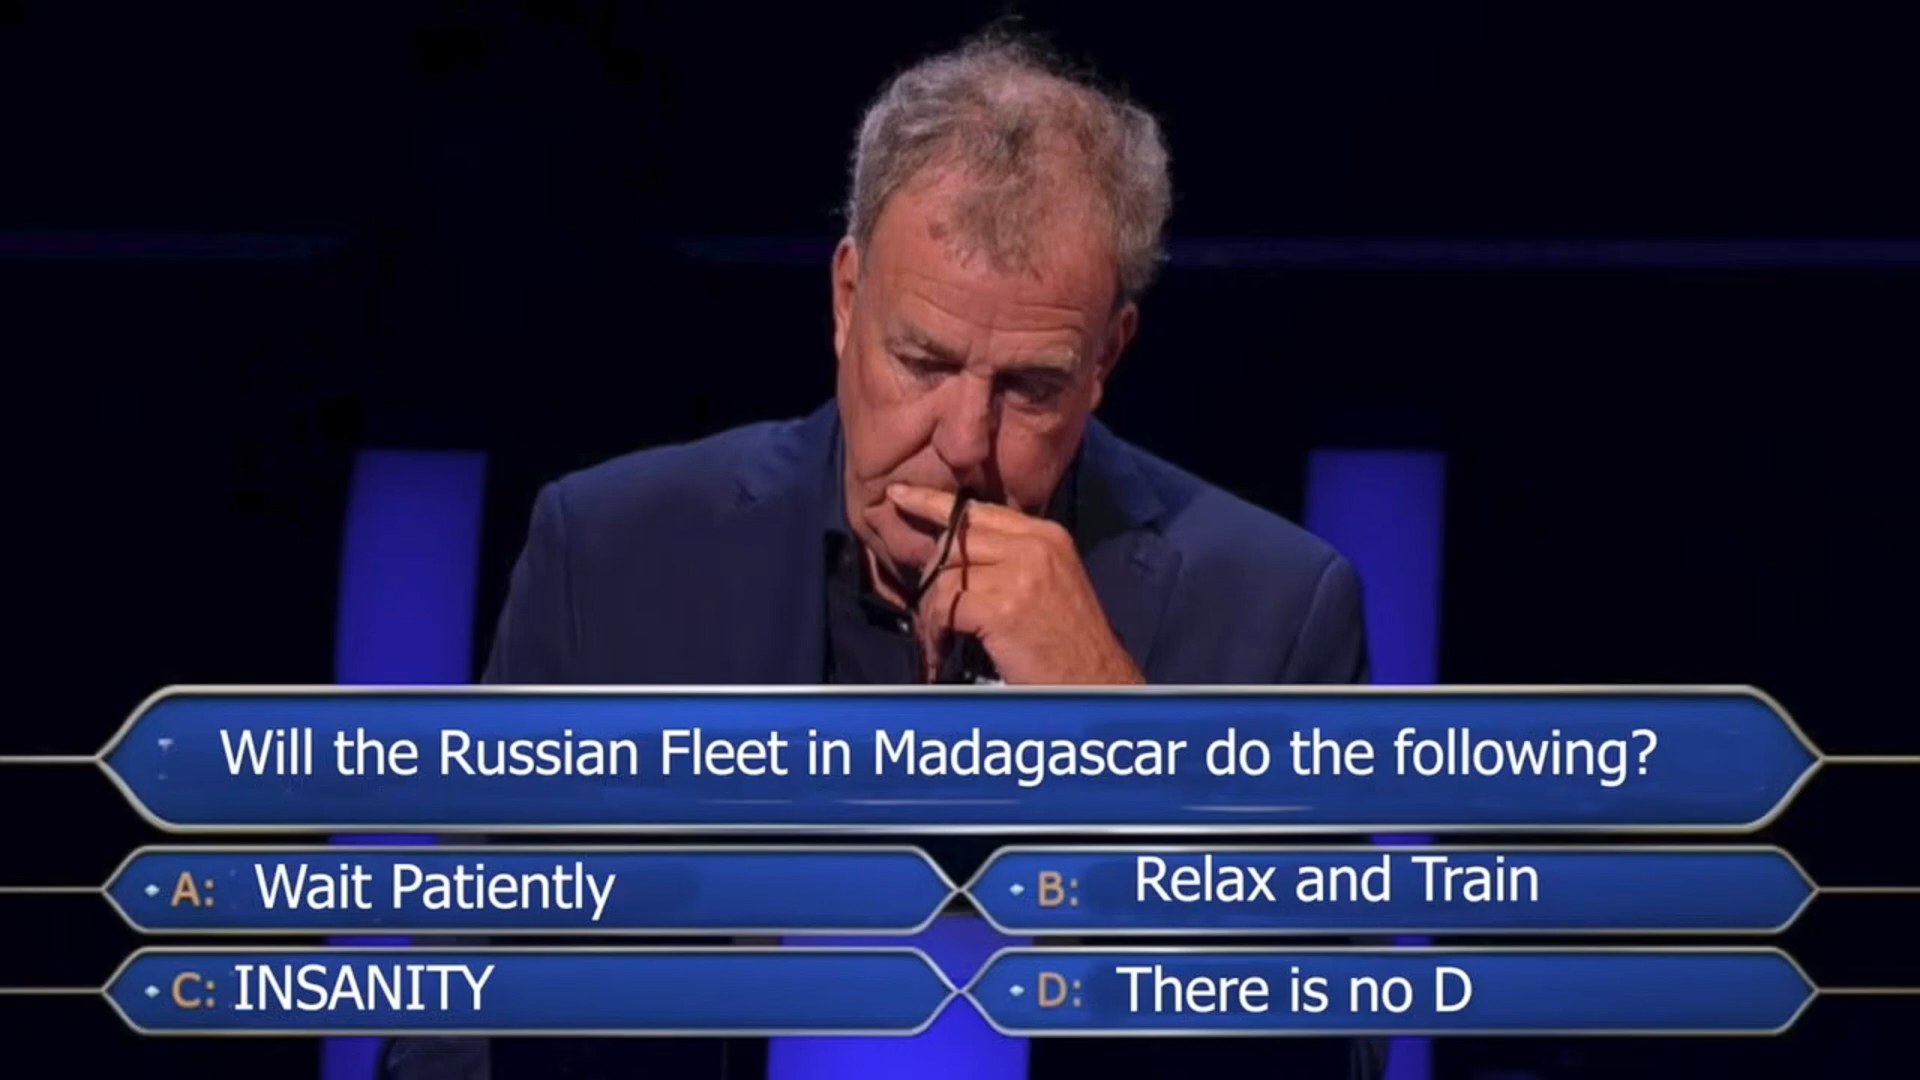 Will the Russian Fleet in Madagascar do the following?
A: Wait Patiently
B: Relax and Train
C: INSANITY
D: There is no D